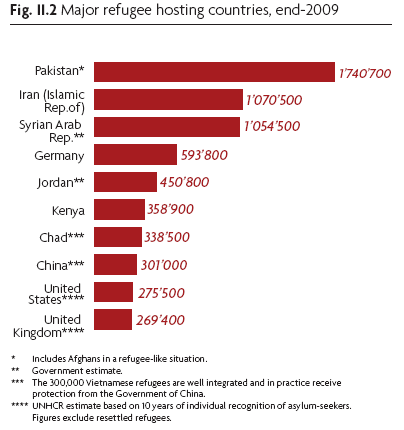 Fig. II.2 Major refugee hosting countries, end-2009
Pakistan* 1'740'700
Iran (Islamic
Rep.of) 1'070'500
Syrian Arab
Rep.** 1'054'500
Germany 593'800
Jordan** 450'800
Kenya 358'900
Chad*** 338'500
China*** 301'000
United
States**** 275'500
United
Kingdom**** 269'400
* Includes Afghans in a refugee-like situation.
** Government estimate.
*** The 300,000 Vietnamese refugees are well integrated and in practice receive
protection from the Government of China.
**** UNHCR estimate based on 10 years of individual recognition of asylum-seekers.
Figures exclude resettled refugees.